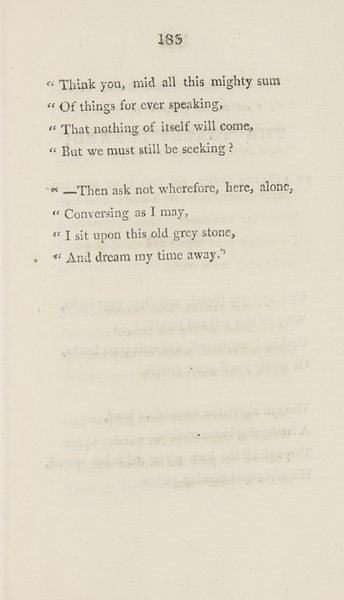 185
“ Think you, mid all this mighty sum
“ Of things for ever speaking,
“ That nothing of itself will come,
“ But we must still be seeking?
“ —Then ask not wherefore, here, alone,
“ Conversing as I may,
“ I sit upon this old grey stone,
“ And dream my time away.”